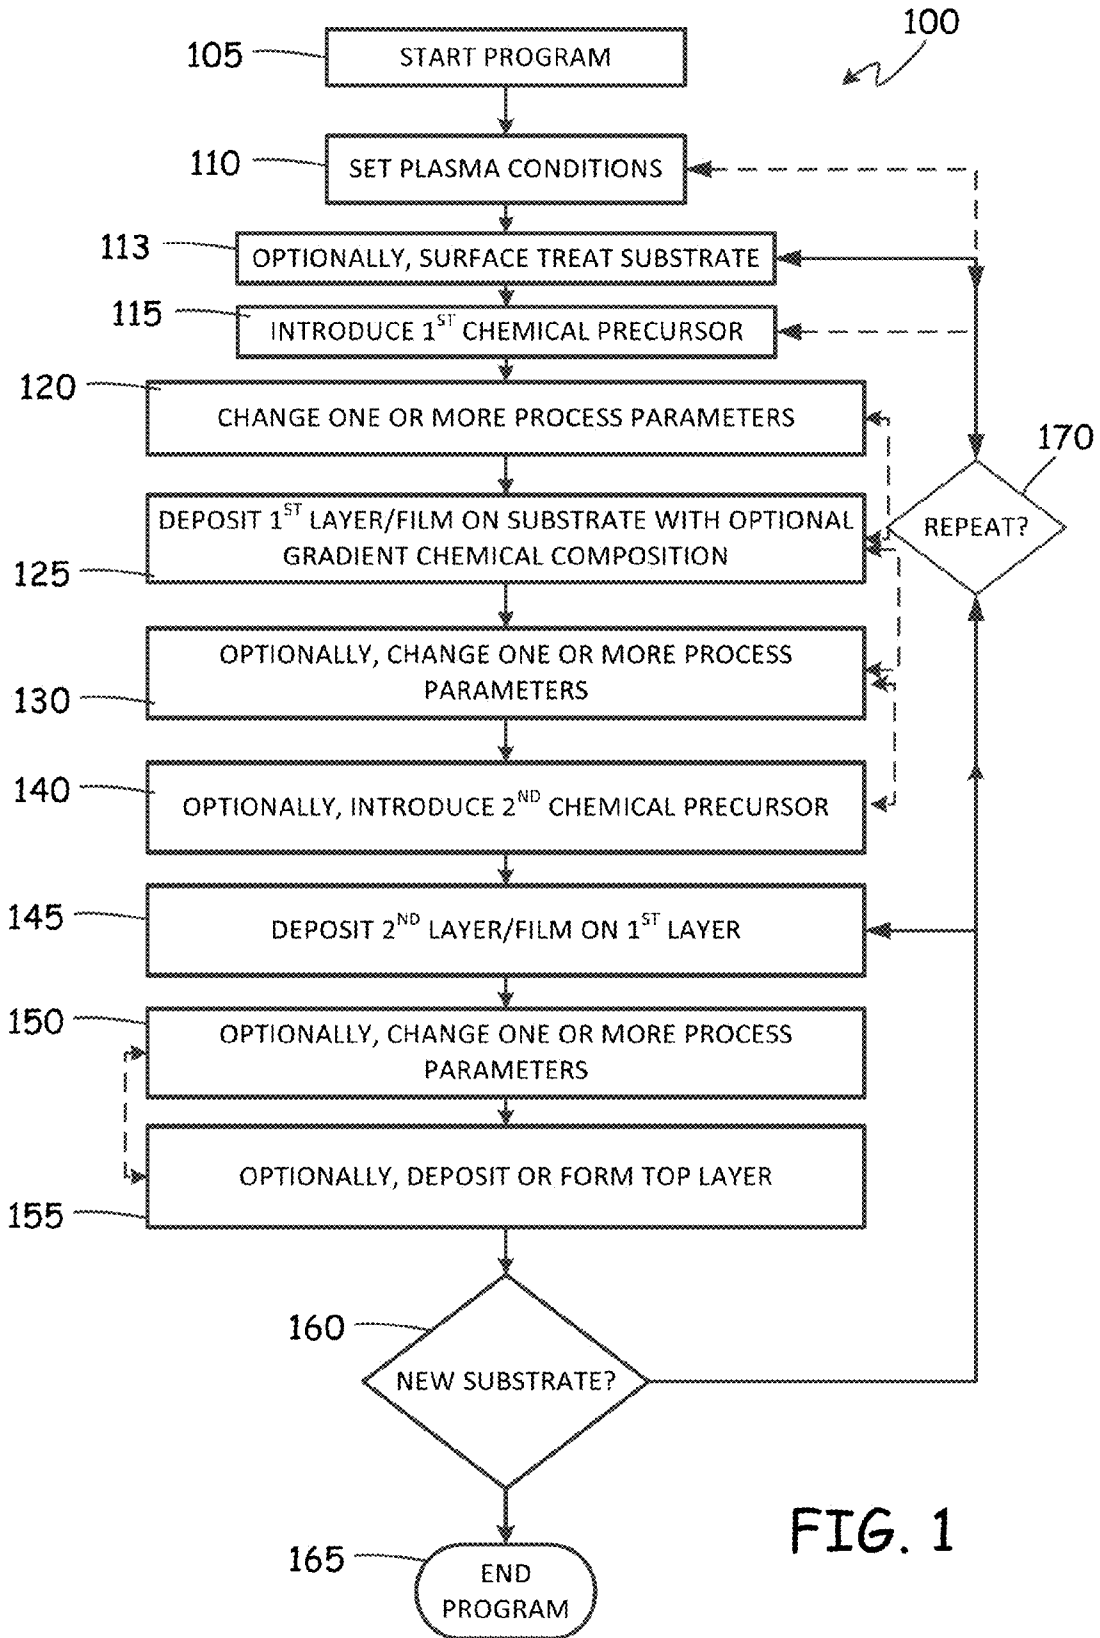 100
105
START PROGRAM
110
SET PLASMA CONDITIONS
113
OPTIONALLY, SURFACE TREAT SUBSTRATE
115
INTRODUCE 1ST CHEMICAL PRECURSOR
120
CHANGE ONE OR MORE PROCESS PARAMETERS
170
REPEAT?
DEPOSIT 1ST LAYER/FILM ON SUBSTRATE WITH OPTIONAL
GRADIENT CHEMICAL COMPOSITION
125
OPTIONALLY, CHANGE ONE OR MORE PROCESS
PARAMETERS
130
140
OPTIONALLY, INTRODUCE 2ND CHEMICAL PRECURSOR
145
DEPOSIT 2ND LAYER/FILM ON 1ST LAYER
150
OPTIONALLY, CHANGE ONE OR MORE PROCESS
PARAMETERS
OPTIONALLY, DEPOSIT OR FORM TOP LAYER
155
160
NEW SUBSTRATE?
165
END
PROGRAM
FIG. 1